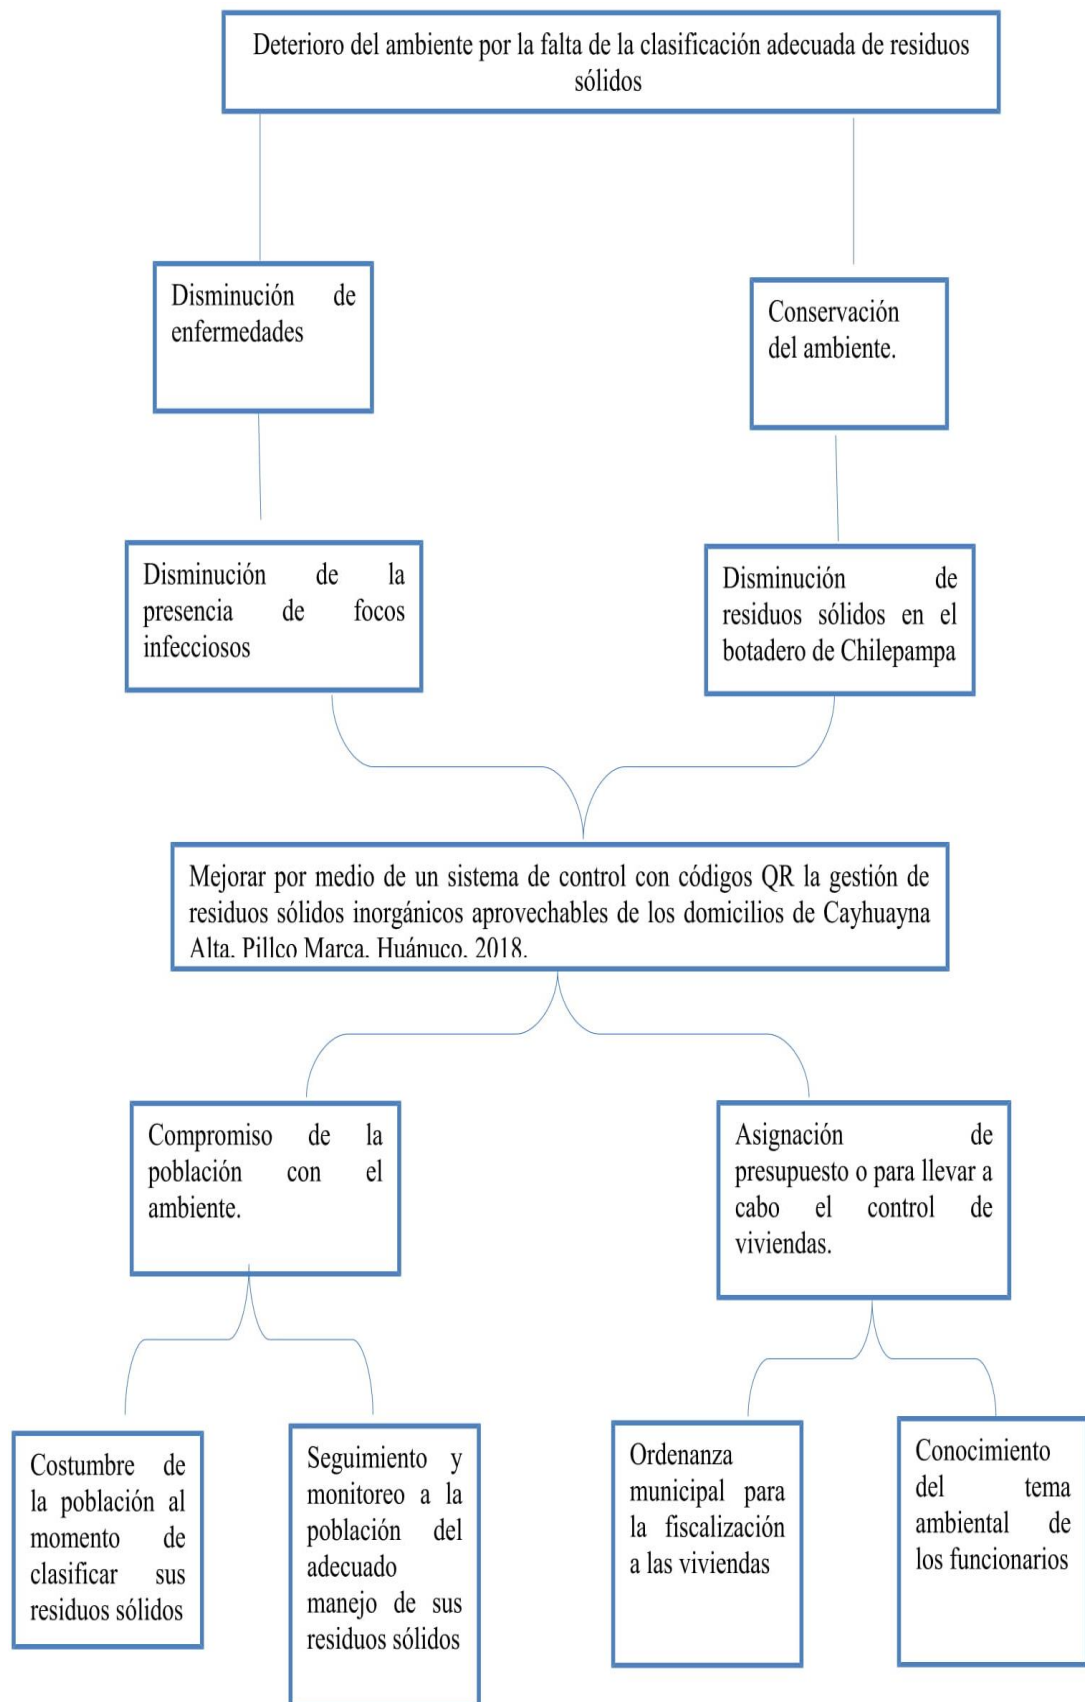 Deterioro del ambiente por la falta de la clasificación adecuada de residuos
sólidos
Disminución de
enfermedades
Conservación
del ambiente.
Disminución de la
presencia de focos
infecciosos
Disminución de
residuos sólidos en el
botadero de Chilepampa
Mejorar por medio de un sistema de control con códigos QR la gestión de
residuos sólidos inorgánicos aprovechables de los domicilios de Cayhuayna
Alta, Pillco Marca, Huánuco, 2018.
Compromiso de la
población con el
ambiente.
Asignación de
presupuesto o para llevar a
cabo el control de
viviendas.
Costumbre de
la población al
momento de
clasificar sus
residuos sólidos
Seguimiento y
monitoreo a la
población del
adecuado
manejo de sus
residuos sólidos
Ordenanza
municipal para
la fiscalización
a las viviendas
Conocimiento
del tema
ambiental de
los funcionarios